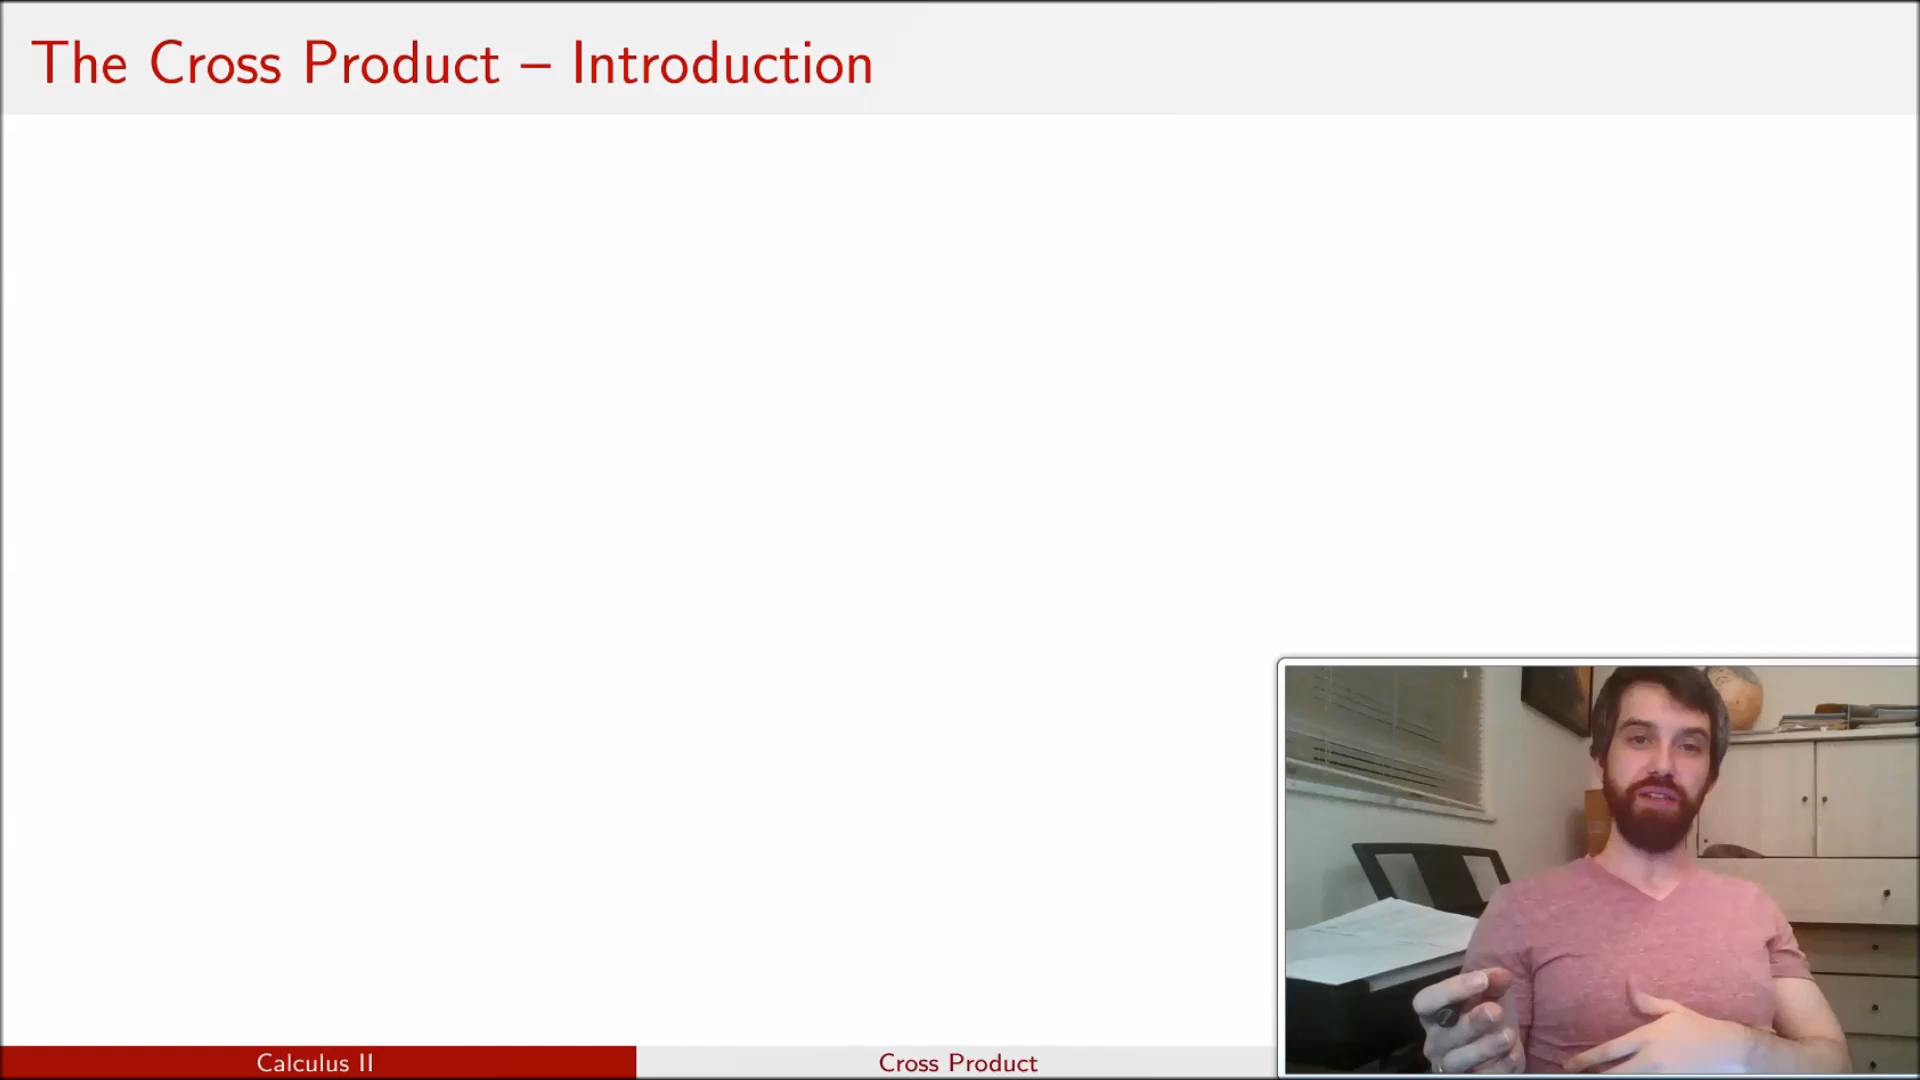 The Cross Product – Introduction
Calculus II
Cross Product